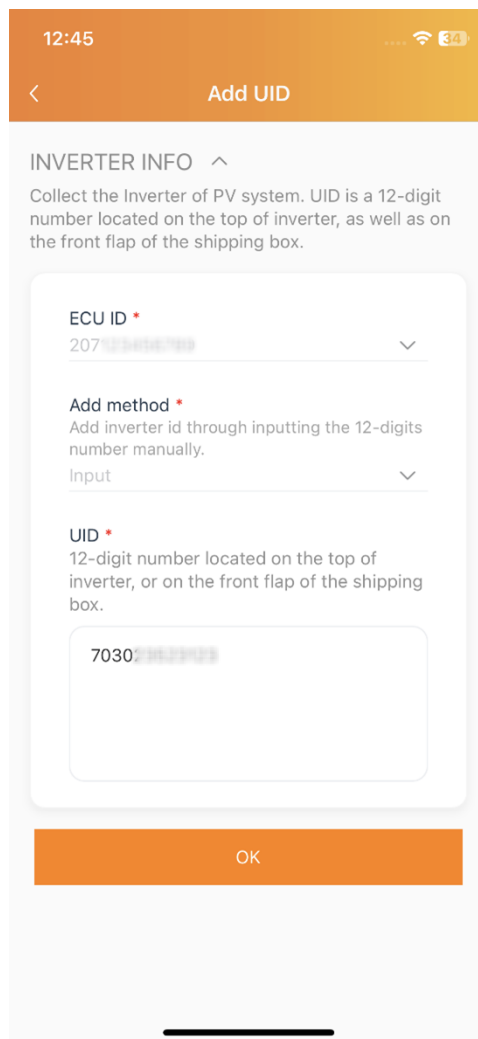 12:45
34
Add UID
INVERTER INFO
Collect the Inverter of PV system. UID is a 12-digit
number located on the top of inverter, as well as on
the front flap of the shipping box.
ECU ID *
207
Add method *
Add inverter id through inputting the 12-digits
number manually.
Input
UID *
12-digit number located on the top of
inverter, or on the front flap of the shipping
box.
7030
OK